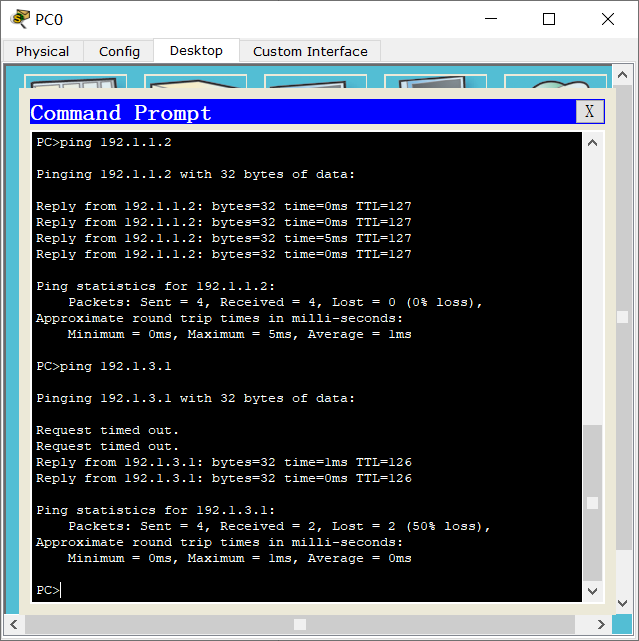 PC0
Physical Config Desktop Custom Interface
Command Prompt X
PC>ping 192.1.1.2
Pinging 192.1.1.2 with 32 bytes of data:
Reply from 192.1.1.2: bytes=32 time=0ms TTL=127
Reply from 192.1.1.2: bytes=32 time=0ms TTL=127
Reply from 192.1.1.2: bytes=32 time=5ms TTL=127
Reply from 192.1.1.2: bytes=32 time=0ms TTL=127
Ping statistics for 192.1.1.2:
Packets: Sent = 4, Received = 4, Lost = 0 (0% loss),
Approximate round trip times in milli-seconds:
Minimum = 0ms, Maximum = 5ms, Average = 1ms
PC>ping 192.1.3.1
Pinging 192.1.3.1 with 32 bytes of data:
Request timed out.
Request timed out.
Reply from 192.1.3.1: bytes=32 time=1ms TTL=126
Reply from 192.1.3.1: bytes=32 time=0ms TTL=126
Ping statistics for 192.1.3.1:
Packets: Sent = 4, Received = 2, Lost = 2 (50% loss),
Approximate round trip times in milli-seconds:
Minimum = 0ms, Maximum = 1ms, Average = 0ms
PC>